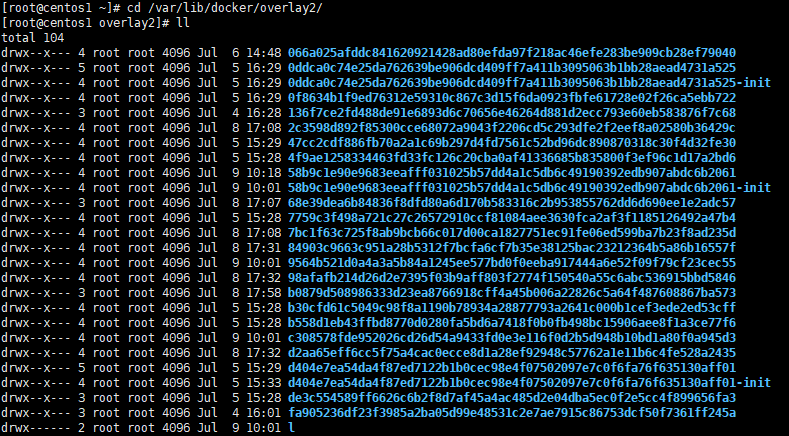 [root@centos1 ~]# cd /var/lib/docker/overlay2/
[root@centos1 overlay2]# ll
total 104
drwx--x--- 4 root root 4096 Jul  6 14:48 066a025afddc841620921428ad80efda97f218ac46efe283be909cb28ef79040
drwx--x--- 5 root root 4096 Jul  5 16:29 0ddca0c74e25da762639be906dcd409ff7a411b3095063b1bb28aead4731a525
drwx--x--- 4 root root 4096 Jul  5 16:29 0ddca0c74e25da762639be906dcd409ff7a411b3095063b1bb28aead4731a525-init
drwx--x--- 4 root root 4096 Jul  5 16:29 0f8634b1f9ed76312e59310c867c3d15f6da0923fbfe61728e02f26ca5ebb722
drwx--x--- 3 root root 4096 Jul  4 16:28 136f7ce2fd488de91e6893d6c70656e46264d881d2ecc793e60eb583876f7c68
drwx--x--- 4 root root 4096 Jul  8 17:08 2c3598d892f85300cce68072a9043f2206cd5c293dfe2f2eef8a02580b36429c
drwx--x--- 4 root root 4096 Jul  5 15:29 47cc2cdf886fb70a2a1c69b297d4fd7561c52bd96dc890870318c30f4d32fe30
drwx--x--- 4 root root 4096 Jul  5 15:28 4f9ae1258334463fd33fc126c20cba0af41336685b835800f3ef96c1d17a2bd6
drwx--x--- 4 root root 4096 Jul  9 10:18 58b9c1e90e9683eeafff031025b57dd4a1c5db6c49190392edb907abdc6b2061
drwx--x--- 4 root root 4096 Jul  9 10:01 58b9c1e90e9683eeafff031025b57dd4a1c5db6c49190392edb907abdc6b2061-init
drwx--x--- 3 root root 4096 Jul  8 17:07 68e39dea6b84836f8dfd80a6d170b583316c2b953855762dd6d690ee1e2adc57
drwx--x--- 4 root root 4096 Jul  5 15:28 7759c3f498a721c27c26572910ccf81084aee3630fca2af3f1185126492a47b4
drwx--x--- 4 root root 4096 Jul  8 17:08 7bc1f63c725f8ab9bcb66c017d00ca1827751ec91fe06ed599ba7b23f8ad235d
drwx--x--- 4 root root 4096 Jul  8 17:31 84903c9663c951a28b5312f7bcfa6cf7b35e38125bac23212364b5a86b16557f
drwx--x--- 4 root root 4096 Jul  9 10:01 9564b521d0a4a3a5b84a1245ee577bd0f0eeba917444a6e52f09f79cf23cec55
drwx--x--- 4 root root 4096 Jul  8 17:32 98afafb214d26d2e7395f03b9aff803f2774f150540a55c6abc536915bbd5846
drwx--x--- 3 root root 4096 Jul  8 17:58 b0879d508986333d23ea8766918cff4a45b006a22826c5a64f487608867ba573
drwx--x--- 4 root root 4096 Jul  5 15:28 b30cfd61c5049c98f8a1190b78934a28877793a2641c000b1cef3ede2ed53cff
drwx--x--- 4 root root 4096 Jul  5 15:28 b558d1eb43ffbd8770d0280fa5bd6a7418f0b0fb498bc15906aee8f1a3ce77f6
drwx--x--- 4 root root 4096 Jul  9 10:01 c308578fde952026cd26d54a9433fd0e3e116f0d2b5d948b10bd1a80f0a945d3
drwx--x--- 4 root root 4096 Jul  8 17:32 d2aa65eff6cc5f75a4cac0ecce8d1a28ef92948c57762a1e11b6c4fe528a2435
drwx--x--- 5 root root 4096 Jul  5 15:29 d404e7ea54da4f87ed7122b1b0cec98e4f07502097e7c0f6fa76f635130aff01
drwx--x--- 4 root root 4096 Jul  5 15:33 d404e7ea54da4f87ed7122b1b0cec98e4f07502097e7c0f6fa76f635130aff01-init
drwx--x--- 3 root root 4096 Jul  5 15:28 de3c554589ff6626c6b2f8d7af45a4ac485d2e04dba5ec0f2e5cc4f899656fa3
drwx--x--- 3 root root 4096 Jul  4 16:01 fa905236df23f3985a2ba05d99e48531c2e7ae7915c86753dcf50f7361ff245a
drwx------ 2 root root 4096 Jul  9 10:01 l